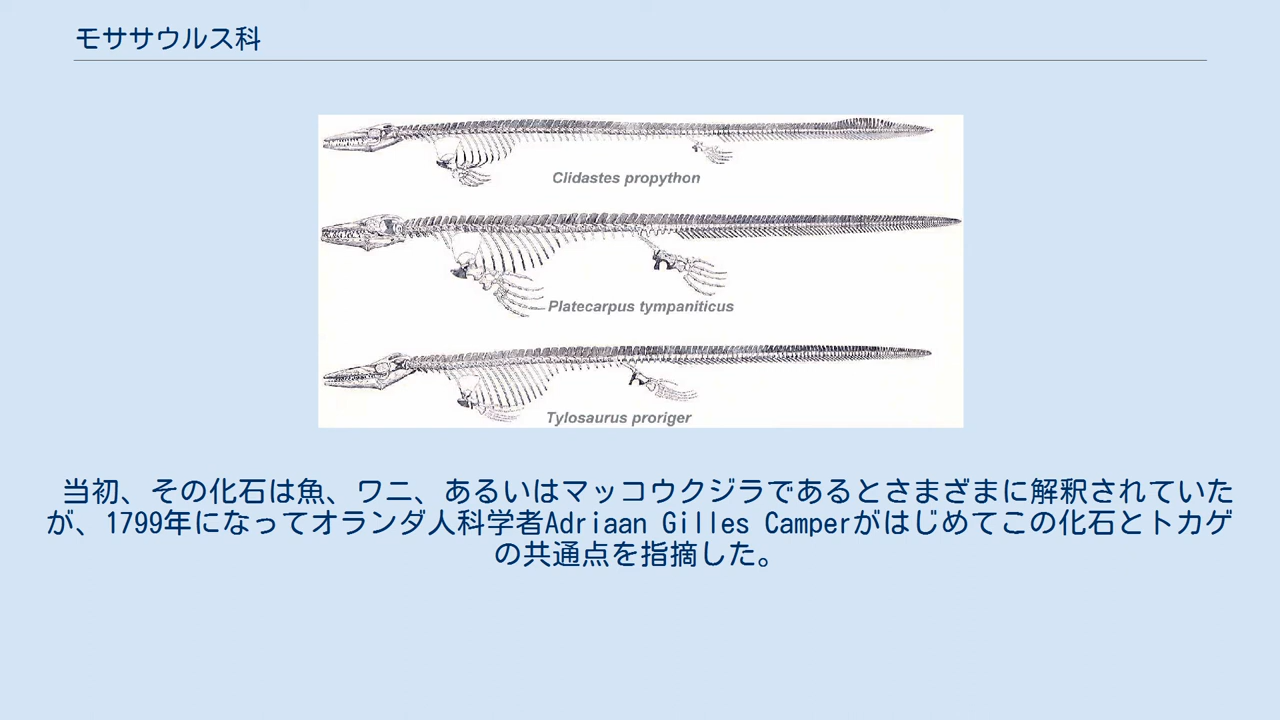 モササウルス科
Clidastes propython
Platecarpus tympaniticus
Tylosaurus proriger
当初、その化石は魚、ワニ、あるいはマッコウクジラであるとさまざまに解釈されていた
が、1799年になってオランダ人科学者Adriaan Gilles Camperがはじめてこの化石とトカゲ
の共通点を指摘した。